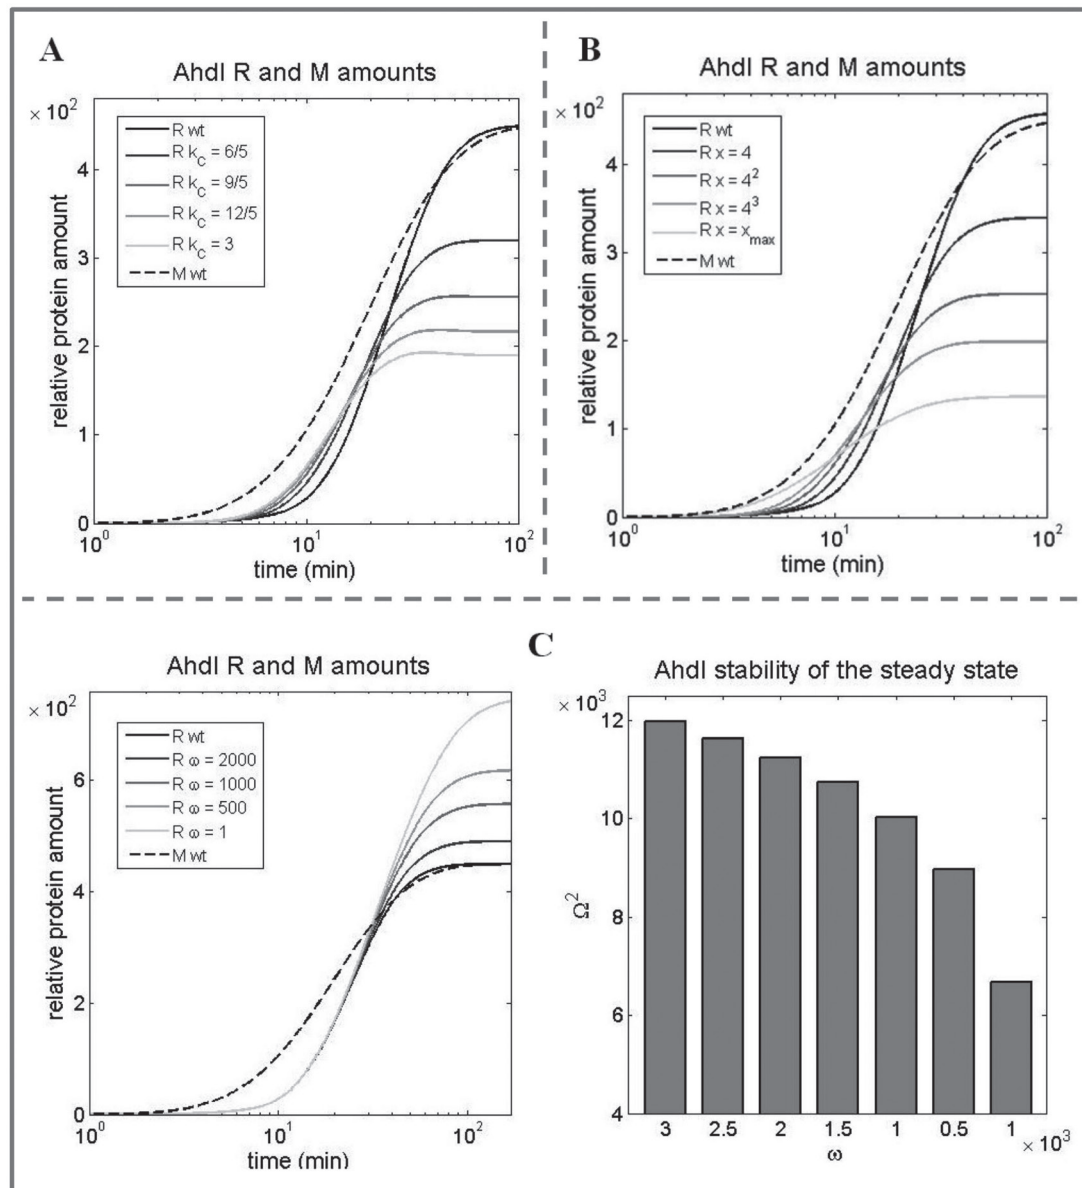 A
AhdI R and M amounts
× 10²
R wt
R k_C = 6/5
R k_C = 9/5
R k_C = 12/5
R k_C = 3
M wt
relative protein amount
4
3
2
1
0
10⁰ 10¹ 10²
time (min)
B
AhdI R and M amounts
× 10²
R wt
R x = 4
R x = 4²
R x = 4³
R x = x_max
M wt
relative protein amount
4
3
2
1
0
10⁰ 10¹ 10²
time (min)
C
AhdI R and M amounts
× 10²
R wt
R ω = 2000
R ω = 1000
R ω = 500
R ω = 1
M wt
relative protein amount
6
4
2
0
10⁰ 10¹ 10²
time (min)
AhdI stability of the steady state
× 10³
12
10
8
6
4
Ω²
3 2.5 2 1.5 1 0.5 1
× 10³
ω